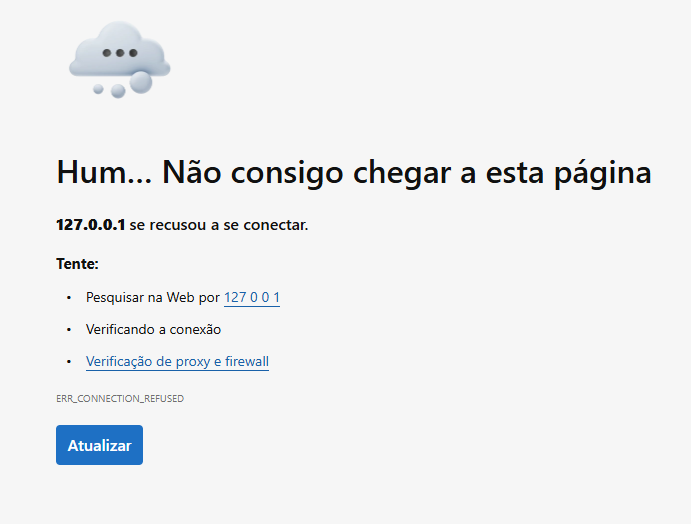 Hum... Não consigo chegar a esta página
127.0.0.1 se recusou a se conectar.
Tente:
• Pesquisar na Web por 127 0 0 1
• Verificando a conexão
• Verificação de proxy e firewall
ERR_CONNECTION_REFUSED
Atualizar